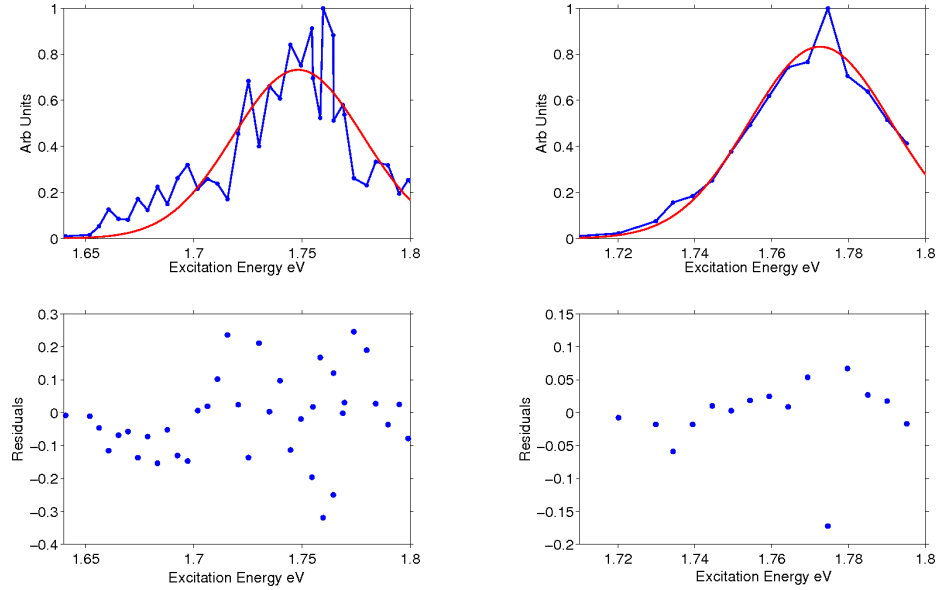 1
0.8
0.6
0.4
0.2
0
Arb Units
1.65 1.7 1.75 1.8
Excitation Energy eV
1
0.8
0.6
0.4
0.2
0
Arb Units
1.72 1.74 1.76 1.78 1.8
Excitation Energy eV
0.3
0.2
0.1
0
−0.1
−0.2
−0.3
−0.4
Residuals
1.65 1.7 1.75 1.8
Excitation Energy eV
0.15
0.1
0.05
0
−0.05
−0.1
−0.15
−0.2
Residuals
1.72 1.74 1.76 1.78 1.8
Excitation Energy eV